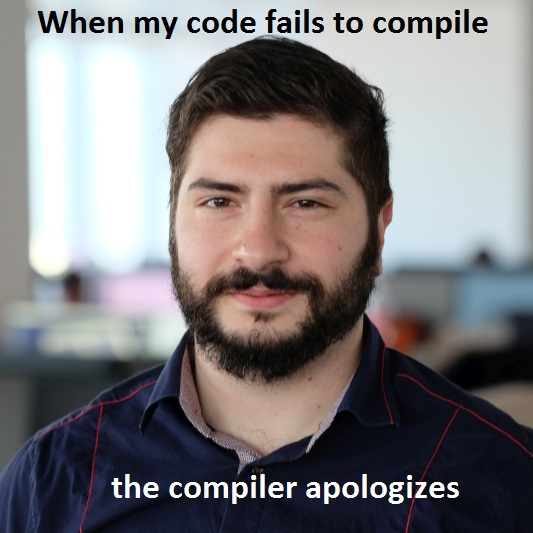 When my code fails to compile
the compiler apologizes